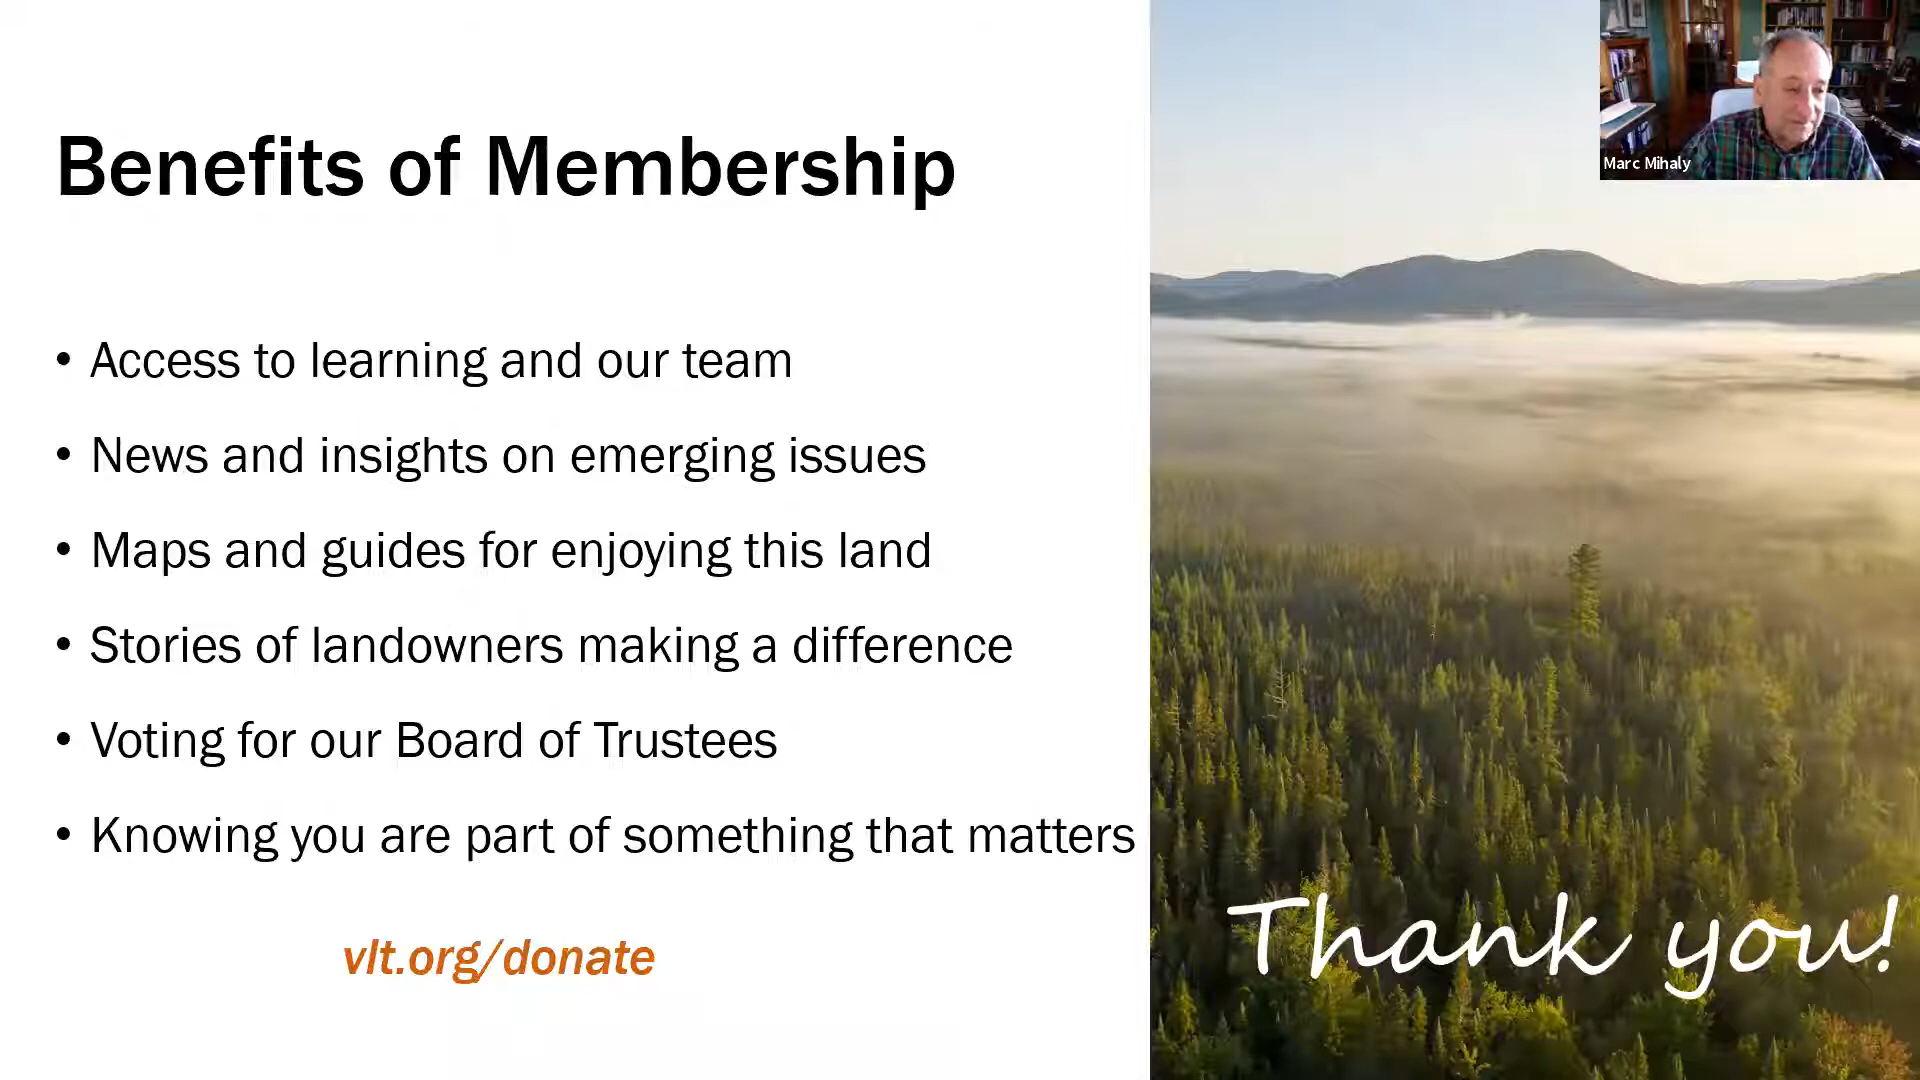 Benefits of Membership
• Access to learning and our team
• News and insights on emerging issues
• Maps and guides for enjoying this land
• Stories of landowners making a difference
• Voting for our Board of Trustees
• Knowing you are part of something that matters
vlt.org/donate
Marc Mihaly
Thank you!